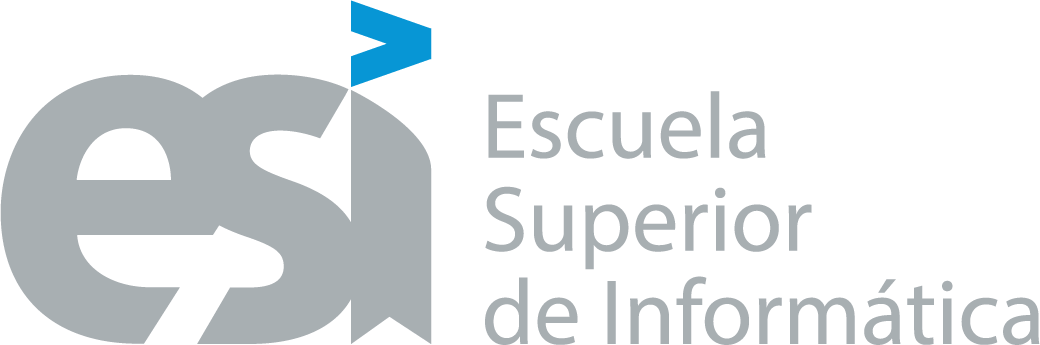 esi
Escuela
Superior
de Informática